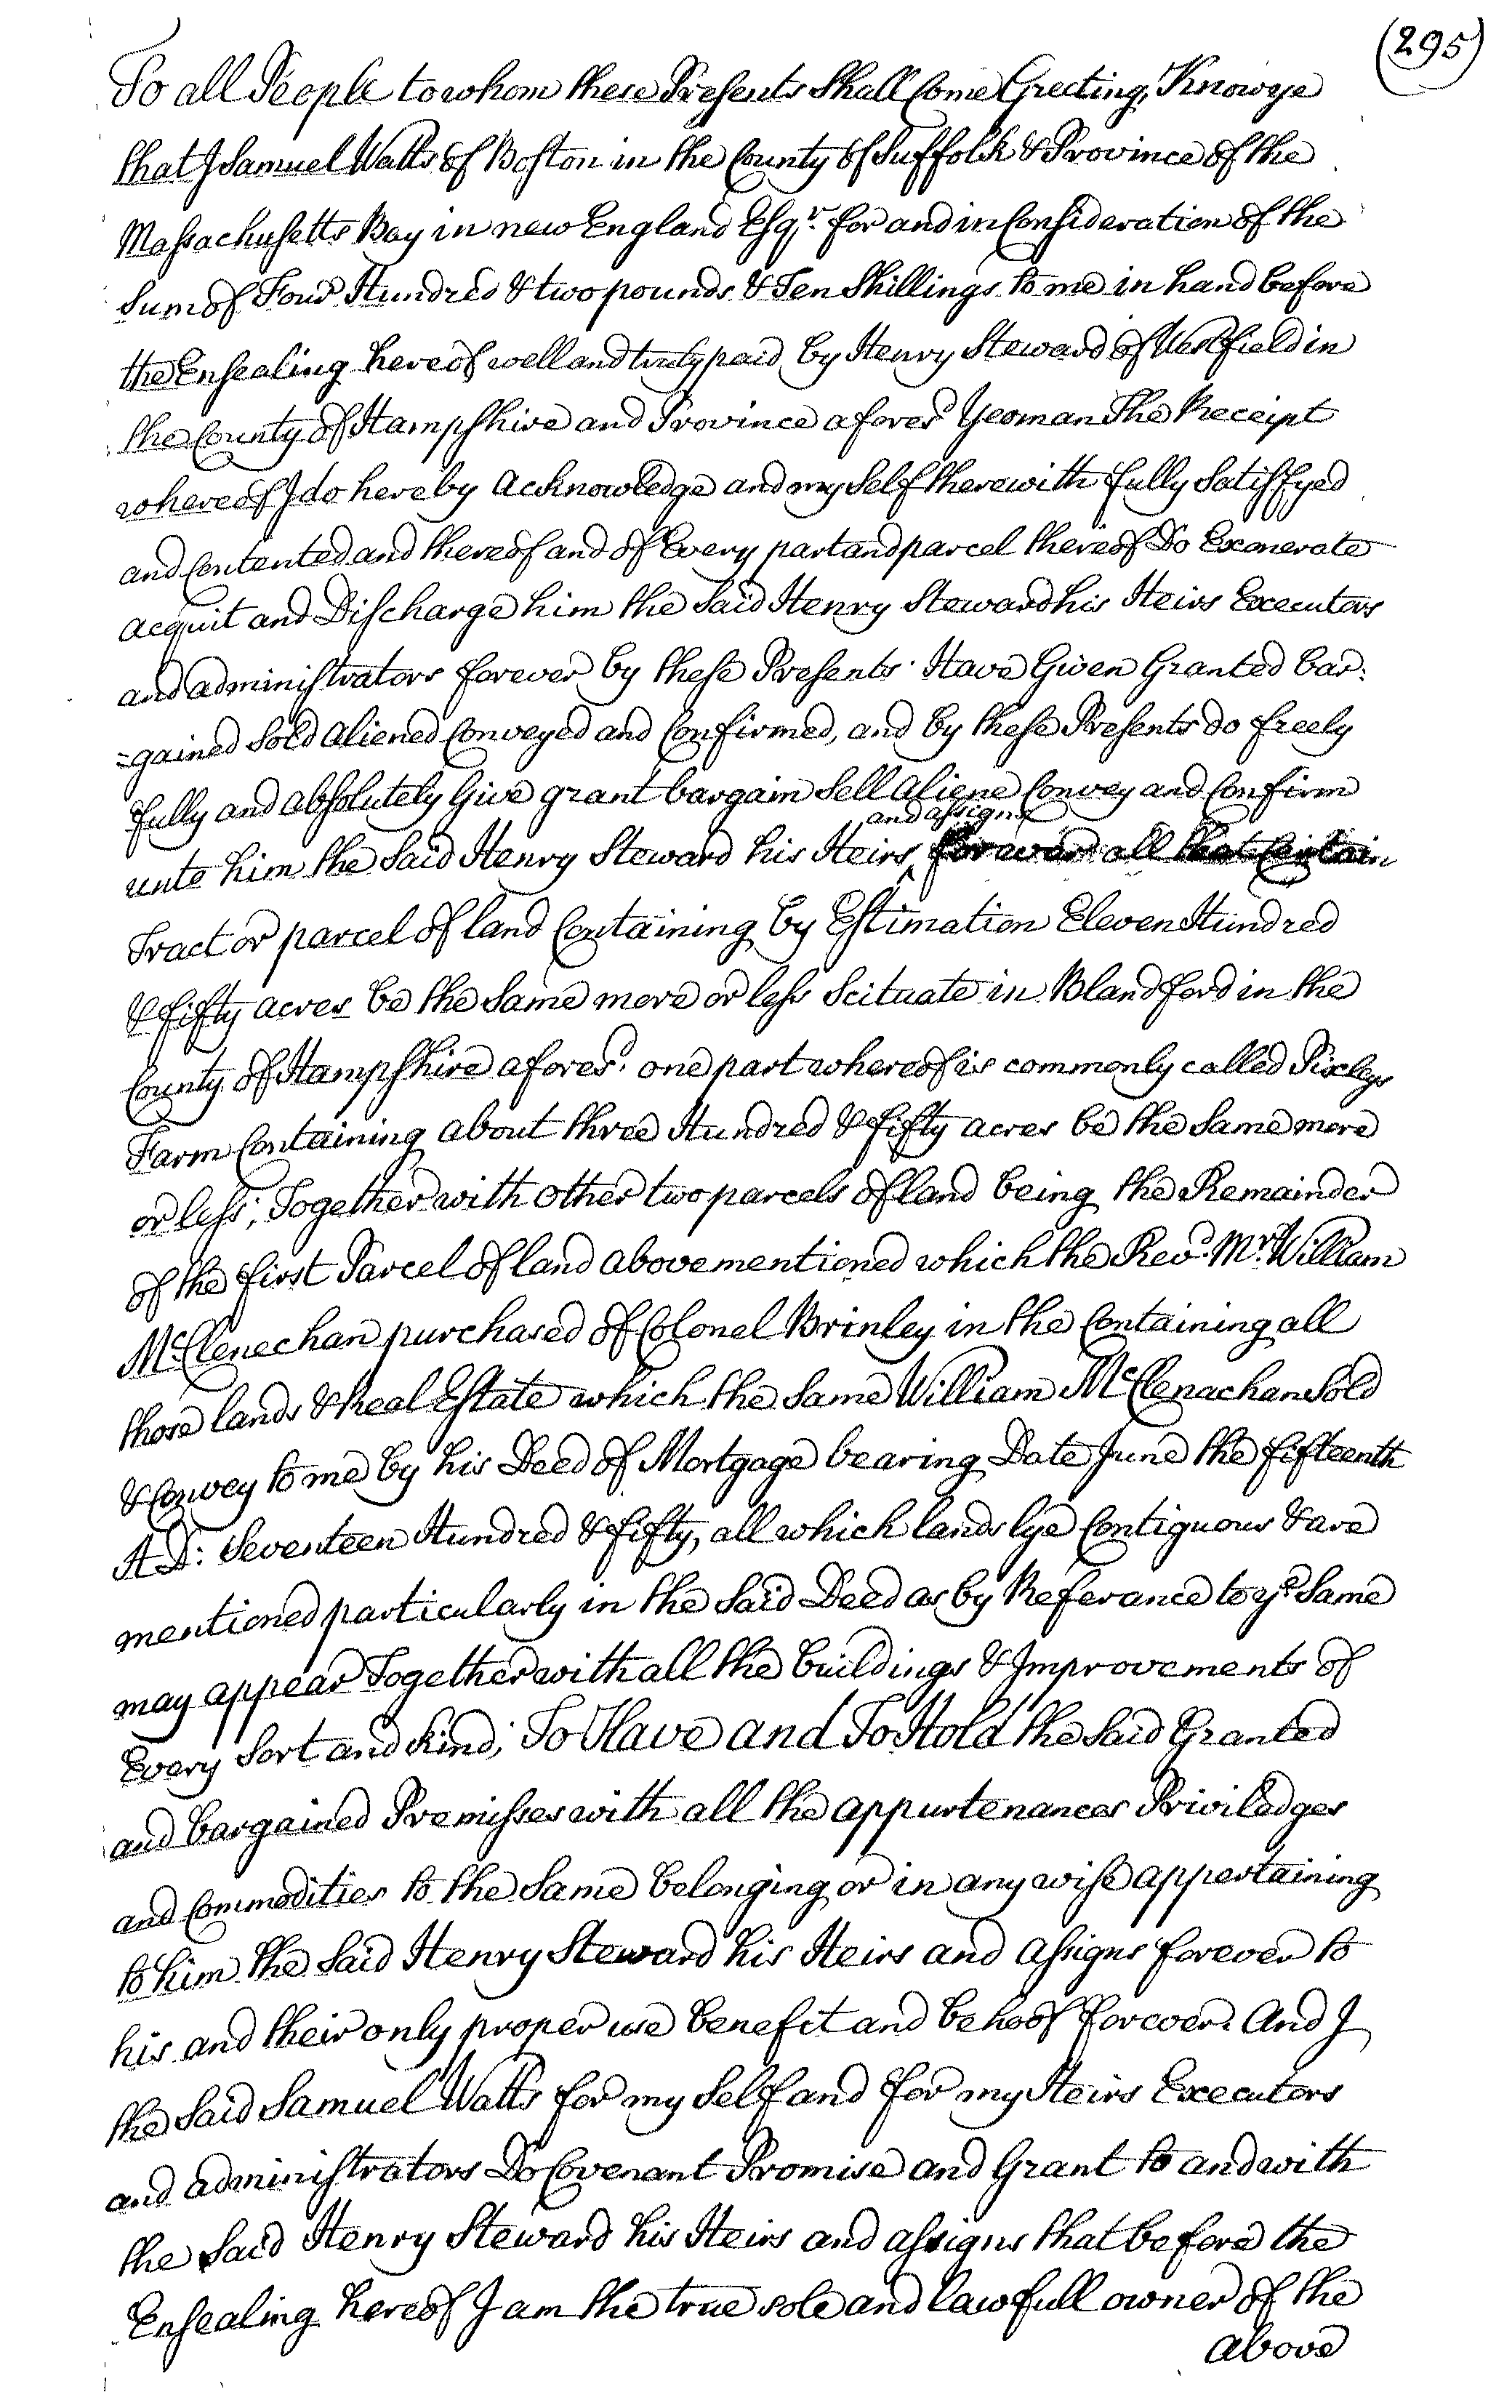 (295)
To all People to whom these Presents Shall Come Greeting, Know ye
that I Samuel Watts of Boston in the County of Suffolk & Province of the
Massachusetts Bay in new England Esqr. for and in Consideration of the
Sum of Four Hundred & two pounds & Ten Shillings to me in hand before
the Ensealing hereof well and truly paid by Henry Steward of Westfield in
the County of Hampshire and Province aforesd Yeoman The Receipt
whereof I do hereby acknowledge and my Self therewith fully Satisfyed
and Contented and thereof and of Every part and parcel thereof Do Exonerate
acquit and Discharge him the Said Henry Steward his Heirs Executors
and administrators forever by these Presents. Have Given Granted bar:
=gained Sold aliened Conveyed and Confirmed, and by these Presents do freely
fully and absolutely Give grant bargain Sell aliene Convey and Confirm
and assigns
unto him the Said Henry Steward his Heirs ^ forever all that Certain
Tract or parcel of land Containing by Estimation Eleven Hundred
& fifty acres be the Same more or less Scituate in Blandford in the
County of Hampshire aforesd. one part whereof is commonly called Pixleys
Farm Containing about three Hundred & fifty acres be the Same more
or less; Together with other two parcels of land being the Remainder
of the first Parcel of land above mentioned which the Revd. Mr. William
McClenechan purchased of Colonel Brinley in the Containing all
those lands & Real Estate which the Same William McClenachan Sold
& Convey to me by his Deed of Mortgage bearing Date June the fifteenth
A D: Seventeen Hundred & fifty, all which lands lye Contiguous & are
mentioned particularly in the Said Deed as by Referance to ye Same
may appear Together with all the buildings & Improvements of
Every Sort and kind; To Have and To Hold the Said Granted
and bargained Premisses with all the appurtenances Priviledges
and Commodities to the Same belonging or in any wise appertaining
to him the Said Henry Steward his Heirs and assigns forever to
his and their only proper use benefit and behoof forever. And I
the Said Samuel Watts for my Self and for my Heirs Executors
and administrators Do Covenant Promise and Grant to and with
the Said Henry Steward his Heirs and assigns that before the
Ensealing hereof I am the true sole and lawfull owner of the
above